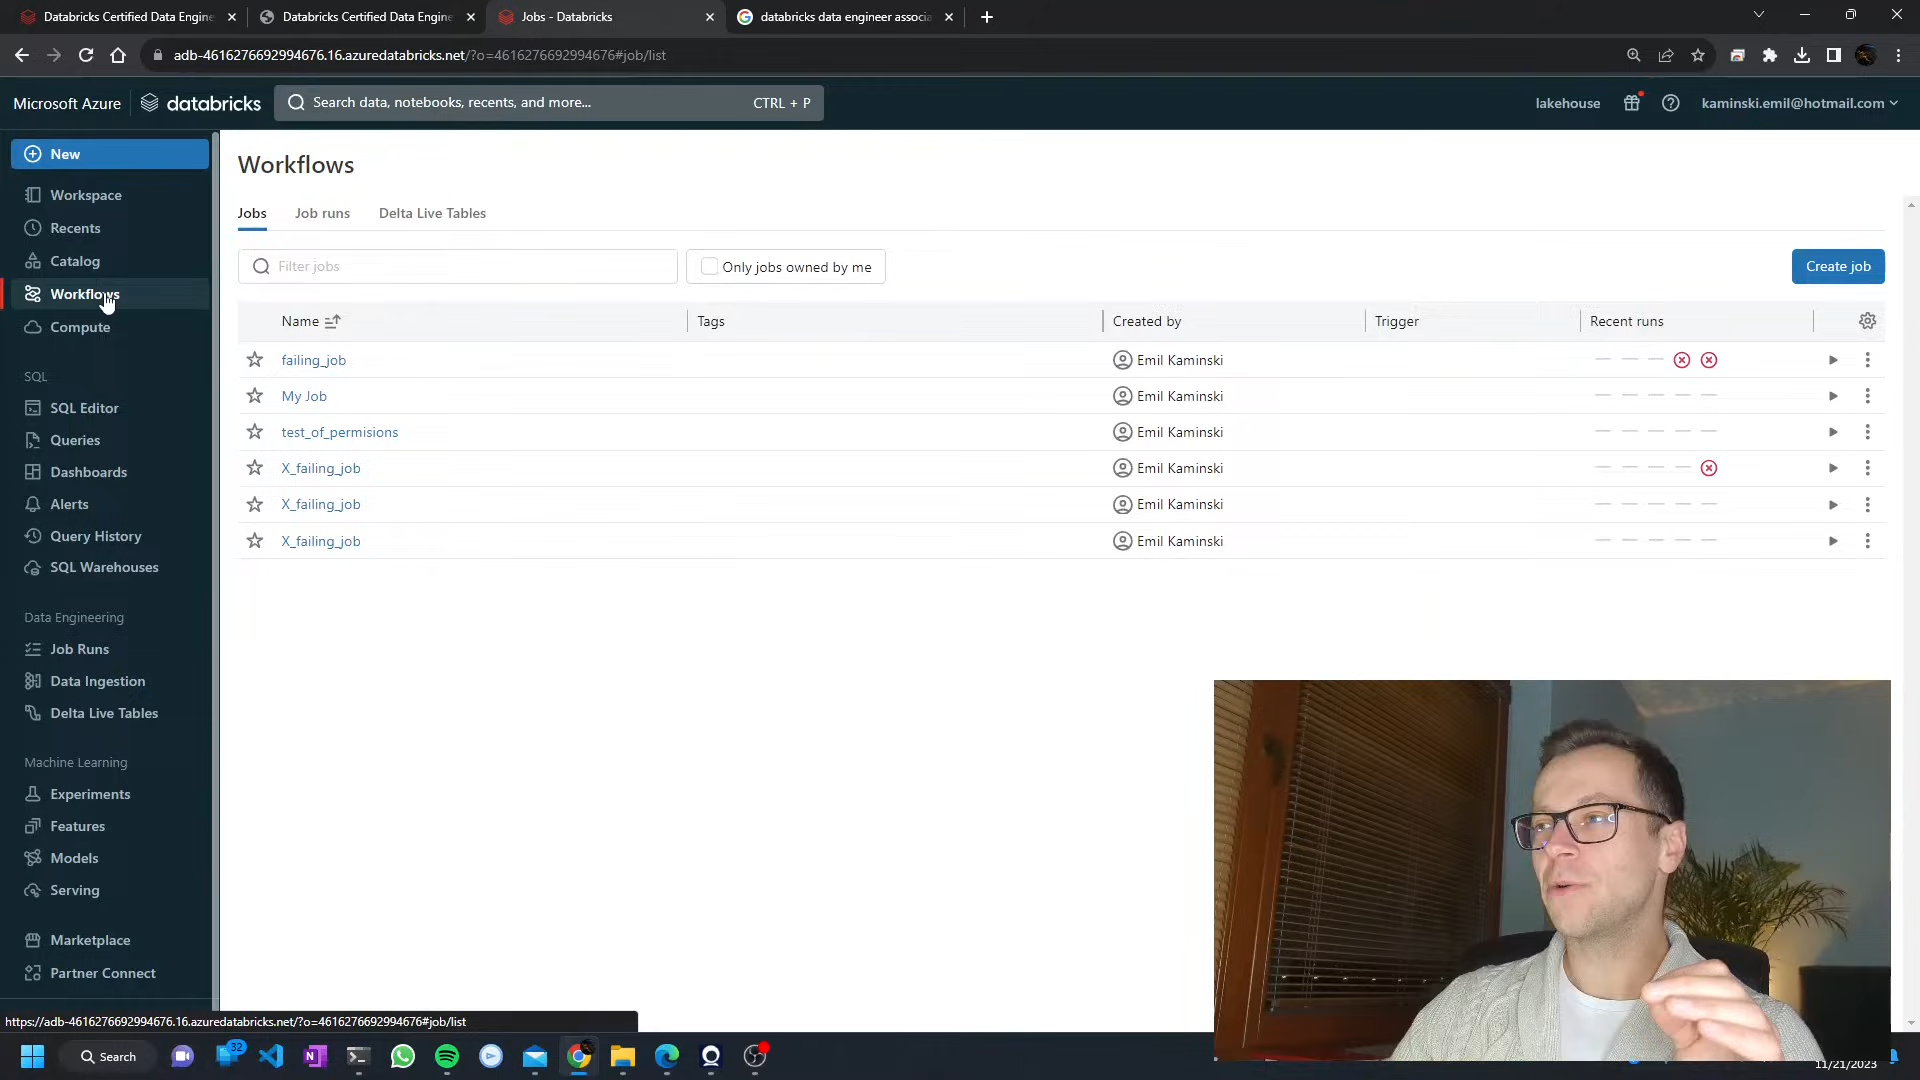 Databricks Certified Data Engine
Databricks Certified Data Engine
Jobs - Databricks
databricks data engineer associa
adb-4616276692994676.16.azuredatabricks.net/?o=4616276692994676#job/list
Microsoft Azure
databricks
Search data, notebooks, recents, and more...
CTRL + P
lakehouse
kaminski.emil@hotmail.com
New
Workspace
Recents
Catalog
Workflows
Compute
SQL
SQL Editor
Queries
Dashboards
Alerts
Query History
SQL Warehouses
Data Engineering
Job Runs
Data Ingestion
Delta Live Tables
Machine Learning
Experiments
Features
Models
Serving
Marketplace
Partner Connect
Workflows
Jobs Job runs Delta Live Tables
Filter jobs
Only jobs owned by me
Create job
Name Tags Created by Trigger Recent runs
failing_job Emil Kaminski
My Job Emil Kaminski
test_of_permisions Emil Kaminski
X_failing_job Emil Kaminski
X_failing_job Emil Kaminski
X_failing_job Emil Kaminski
https://adb-4616276692994676.16.azuredatabricks.net/?o=4616276692994676#job/list
Search
32
11/21/2023